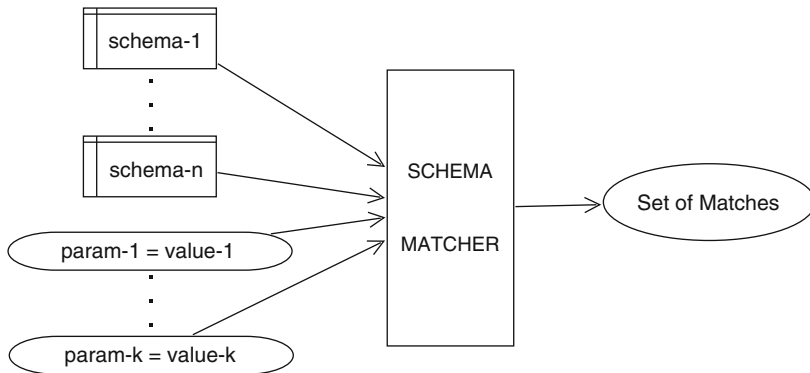 schema-1
schema-n
param-1 = value-1
param-k = value-k
SCHEMA
MATCHER
Set of Matches